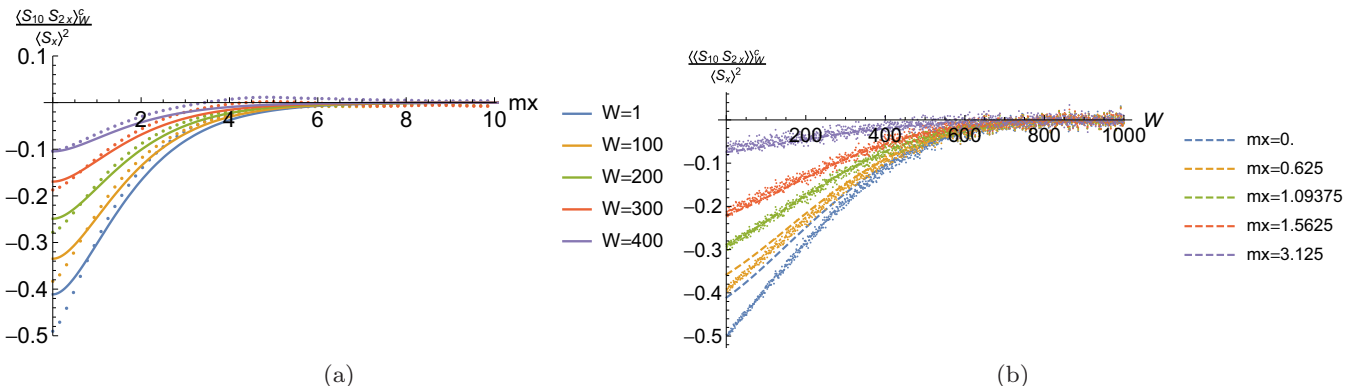 ⟨S10 S2x⟩cW
⟨Sx⟩2
0.1
−0.1
−0.2
−0.3
−0.4
−0.5
2 4 6 8 10 mx
W=1
W=100
W=200
W=300
W=400
(a)
⟨⟨S10 S2x⟩⟩cW
⟨Sx⟩2
−0.1
−0.2
−0.3
−0.4
−0.5
200 400 600 800 1000 W
mx=0.
mx=0.625
mx=1.09375
mx=1.5625
mx=3.125
(b)